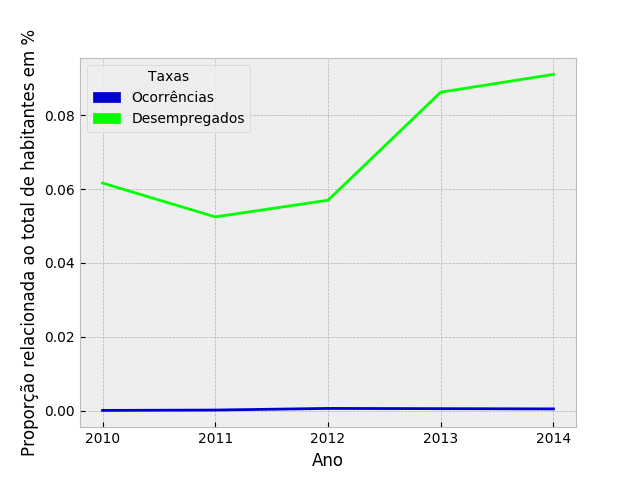 Proporção relacionada ao total de habitantes em %
Taxas
Ocorrências
Desempregados
0.08
0.06
0.04
0.02
0.00
2010
2011
2012
2013
2014
Ano